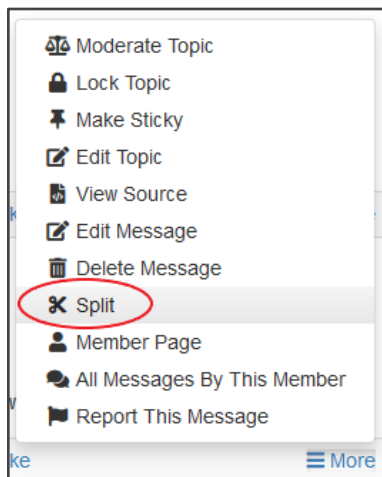 Moderate Topic
Lock Topic
Make Sticky
Edit Topic
View Source
Edit Message
Delete Message
Split
Member Page
All Messages By This Member
Report This Message
ke More